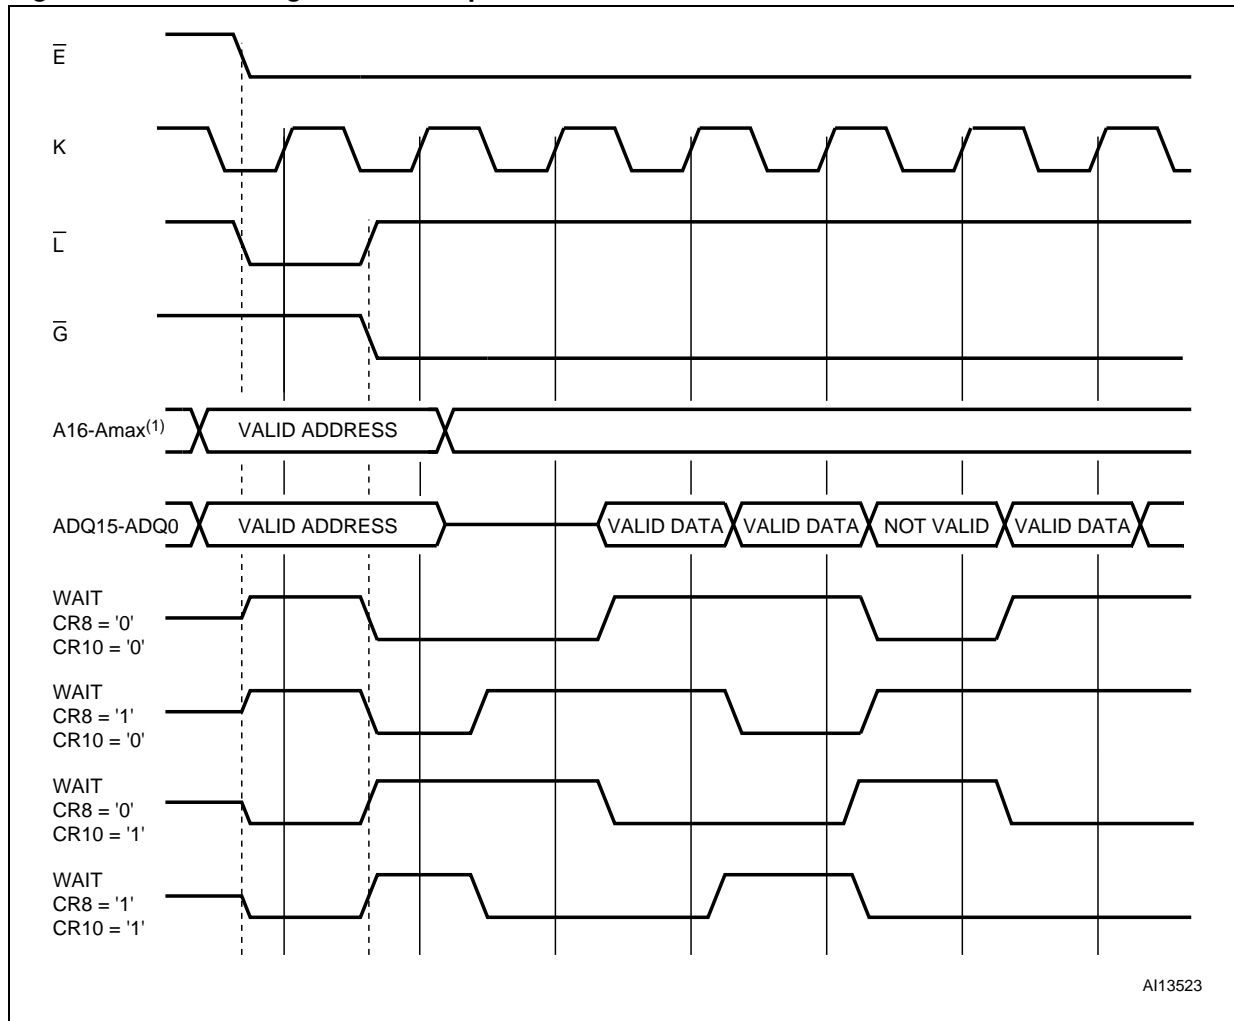 E
K
L
G
A16-Amax(1) VALID ADDRESS
ADQ15-ADQ0 VALID ADDRESS VALID DATA VALID DATA NOT VALID VALID DATA
WAIT
CR8 = '0'
CR10 = '0'
WAIT
CR8 = '1'
CR10 = '0'
WAIT
CR8 = '0'
CR10 = '1'
WAIT
CR8 = '1'
CR10 = '1'
AI13523